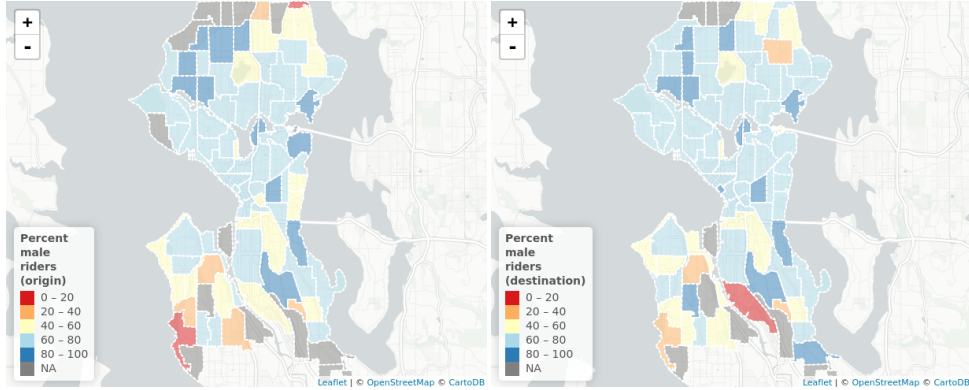 +
-
Percent
male
riders
(origin)
0 – 20
20 – 40
40 – 60
60 – 80
80 – 100
NA
Leaflet | © OpenStreetMap © CartoDB
+
-
Percent
male
riders
(destination)
0 – 20
20 – 40
40 – 60
60 – 80
80 – 100
NA
Leaflet | © OpenStreetMap © CartoDB